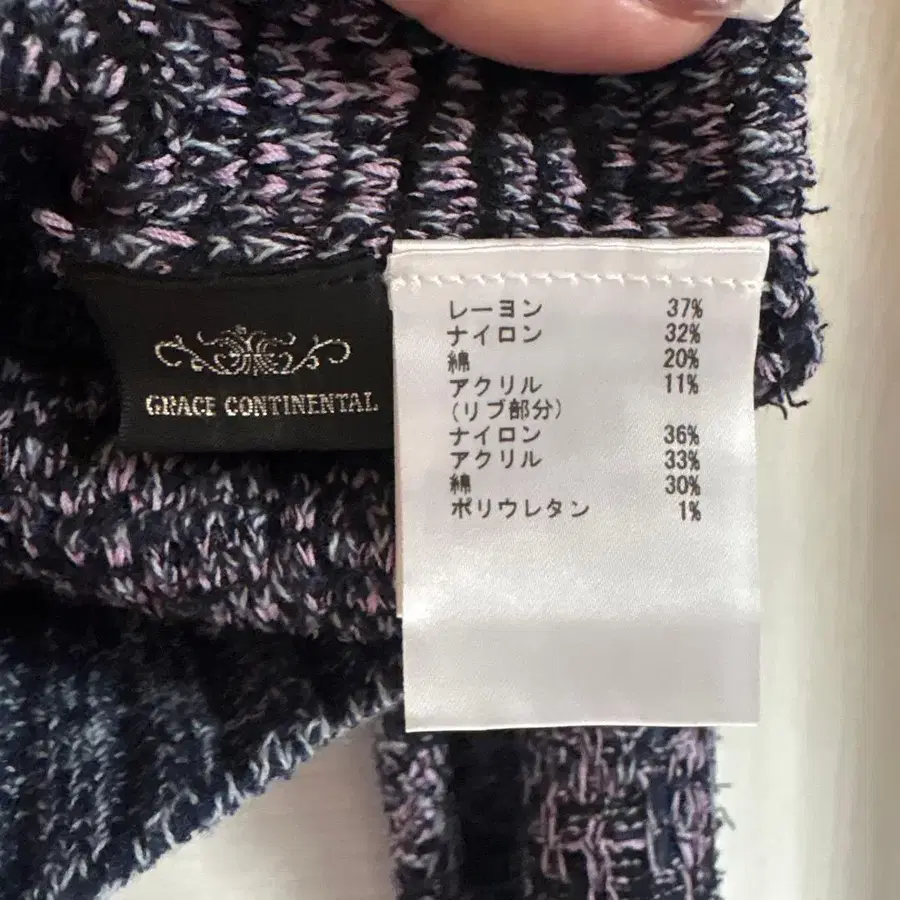 GRACE CONTINENTAL
レーヨン 37%
ナイロン 32%
綿 20%
アクリル 11%
(リブ部分)
ナイロン 36%
アクリル 33%
綿 30%
ポリウレタン 1%